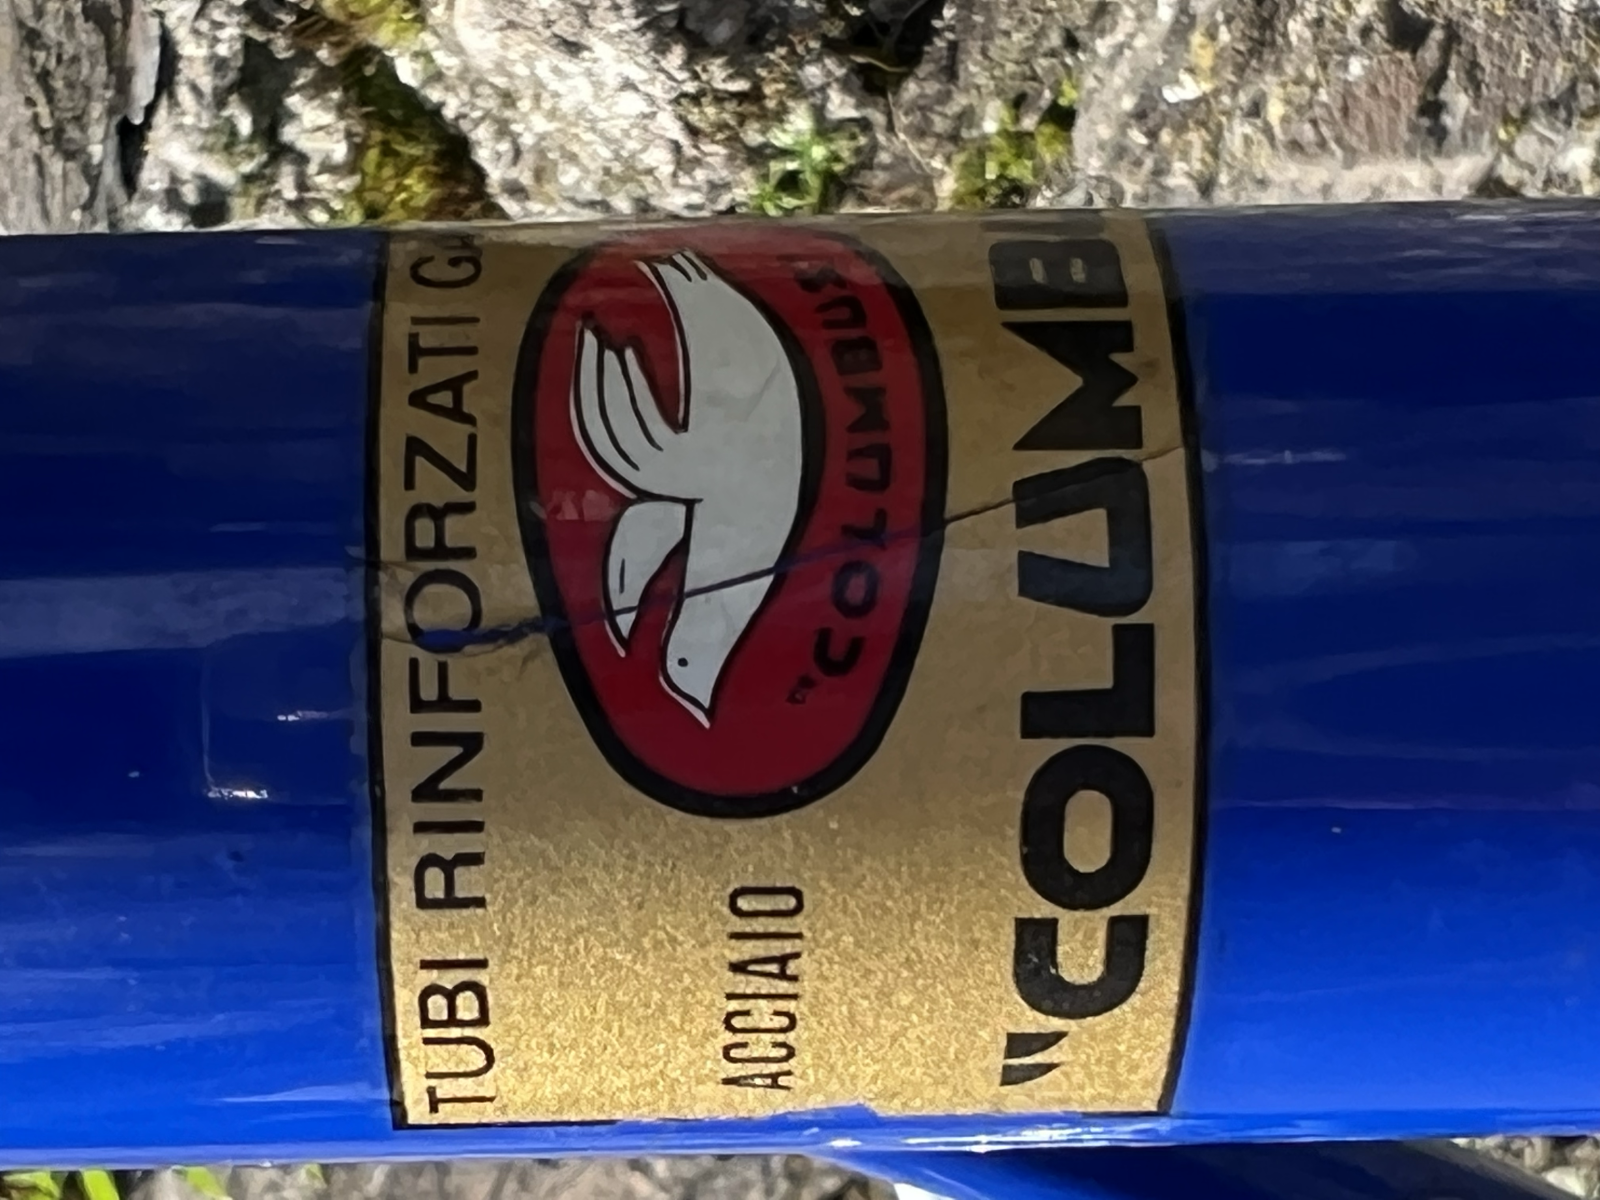 TUBI RINFORZATI
"COLUMBUS
ACCIAIO
"COLUMB